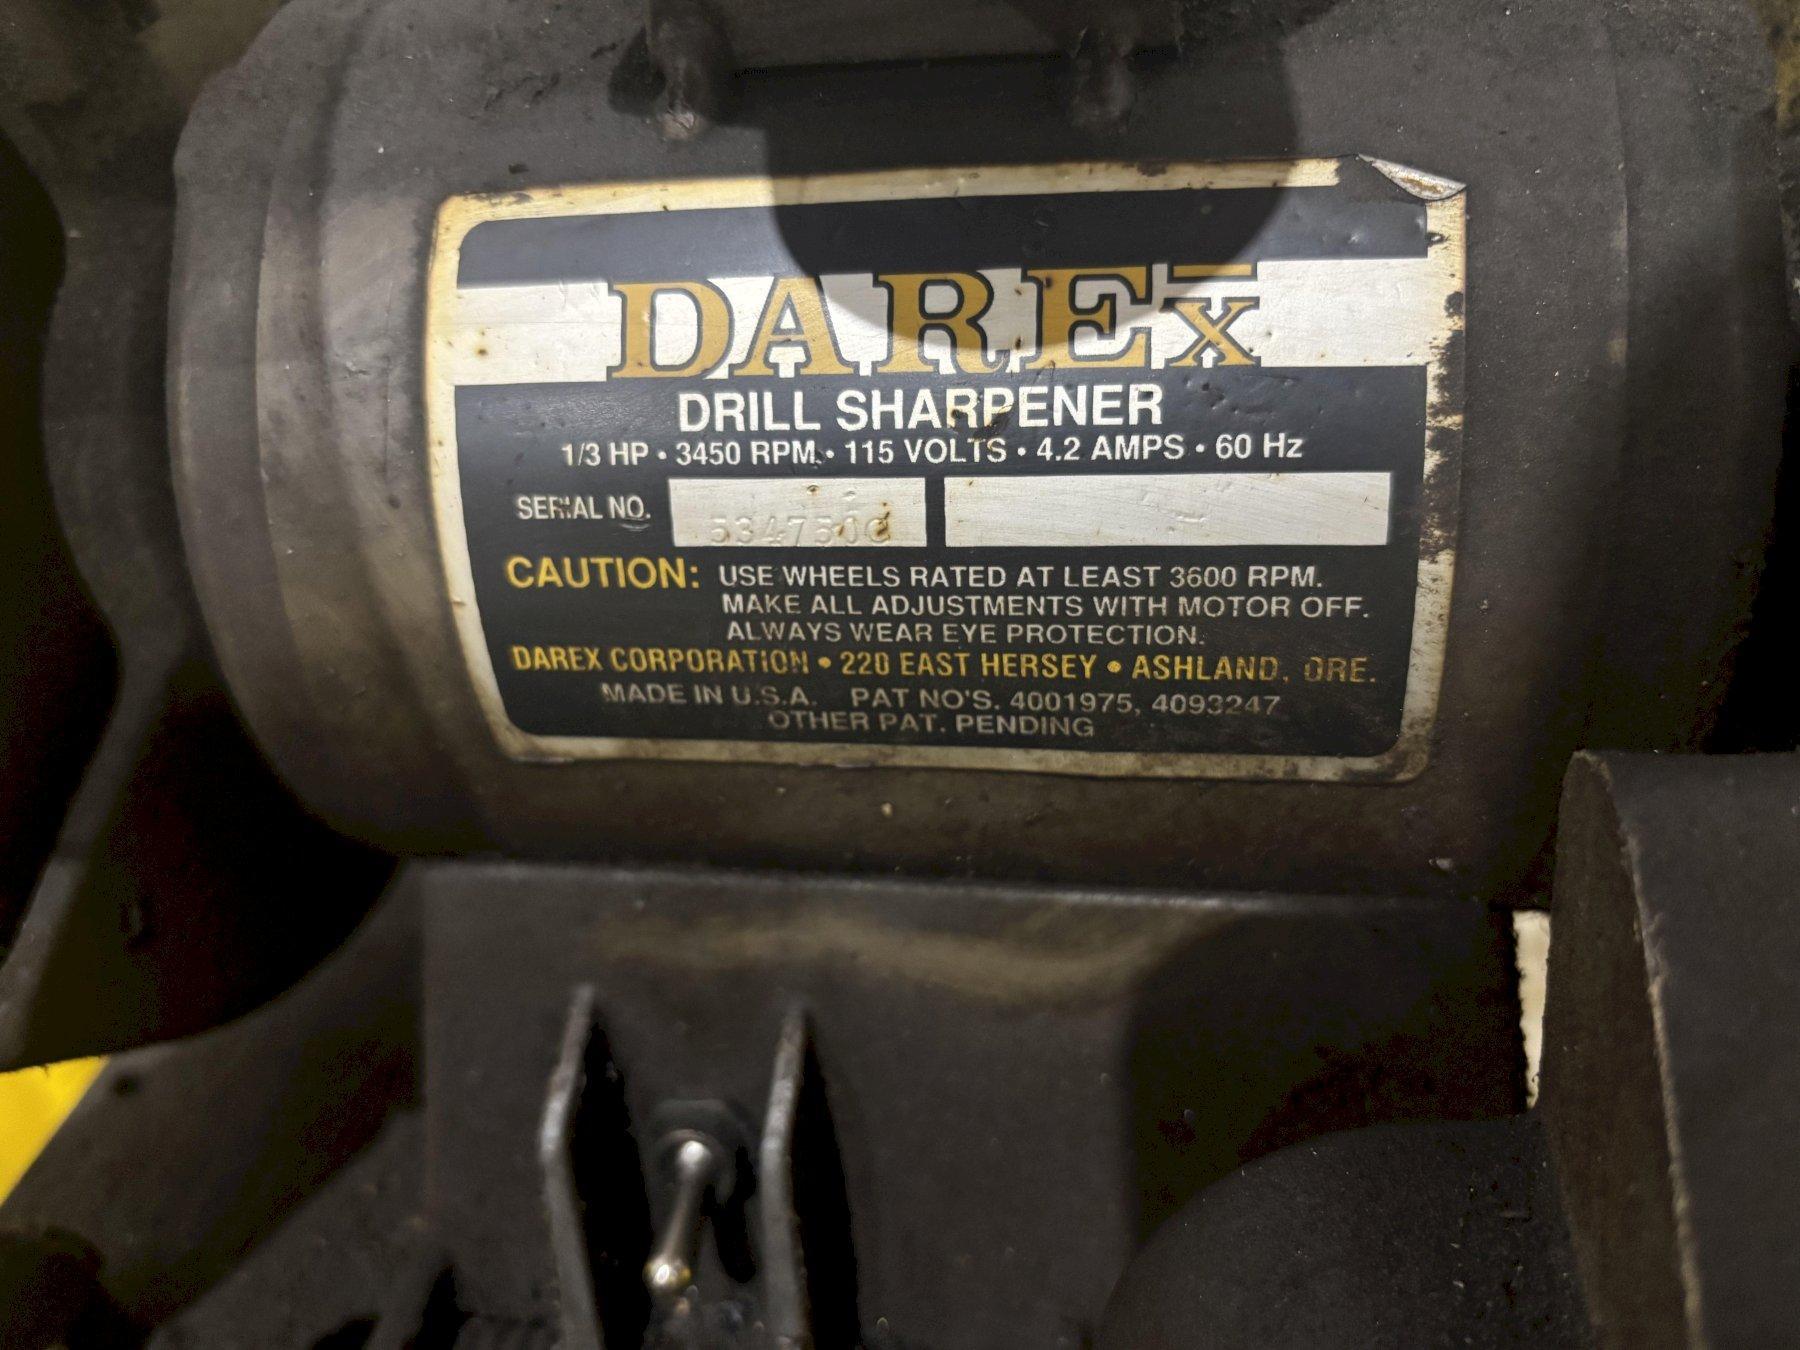 DAREX
DRILL SHARPENER
1/3 HP • 3450 RPM • 115 VOLTS • 4.2 AMPS • 60 Hz
SERIAL NO.
CAUTION: USE WHEELS RATED AT LEAST 3600 RPM.
MAKE ALL ADJUSTMENTS WITH MOTOR OFF.
ALWAYS WEAR EYE PROTECTION.
DAREX CORPORATION • 220 EAST HERSEY • ASHLAND, ORE.
MADE IN U.S.A. PAT NO'S. 4001975, 4093247
OTHER PAT. PENDING